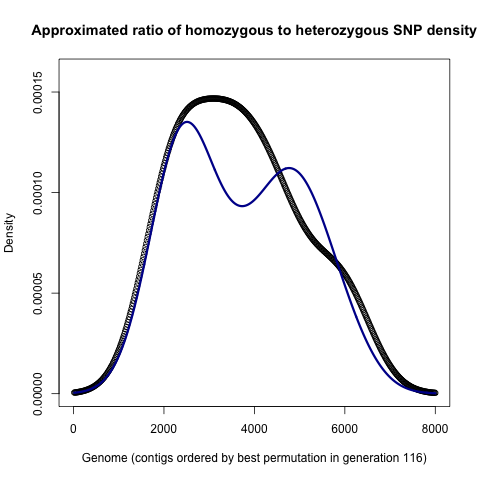 Approximated ratio of homozygous to heterozygous SNP density
0.00015
0.00010
0.00005
0.00000
Density
0 2000 4000 6000 8000
Genome (contigs ordered by best permutation in generation 116)